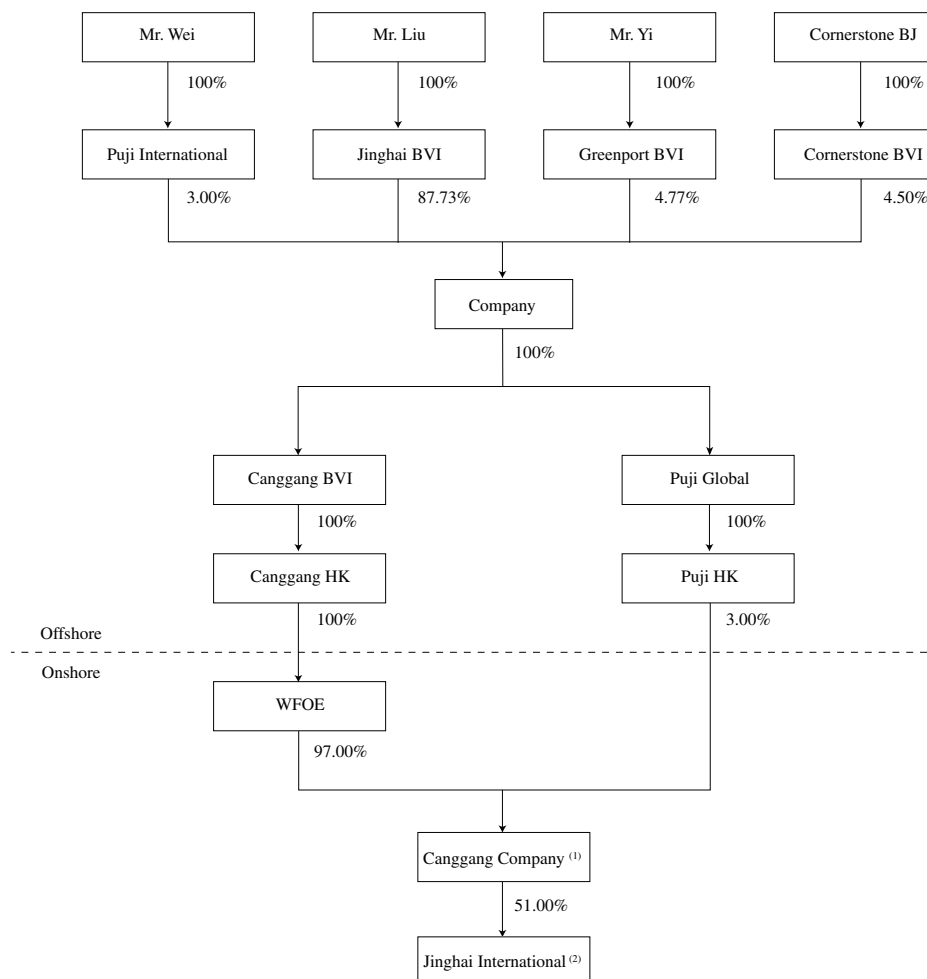 Mr. Wei
Mr. Liu
Mr. Yi
Cornerstone BJ
100%
100%
100%
100%
Puji International
Jinghai BVI
Greenport BVI
Cornerstone BVI
3.00%
87.73%
4.77%
4.50%
Company
100%
Canggang BVI
Puji Global
100%
100%
Canggang HK
Puji HK
100%
3.00%
Offshore
Onshore
WFOE
97.00%
Canggang Company (1)
51.00%
Jinghai International (2)